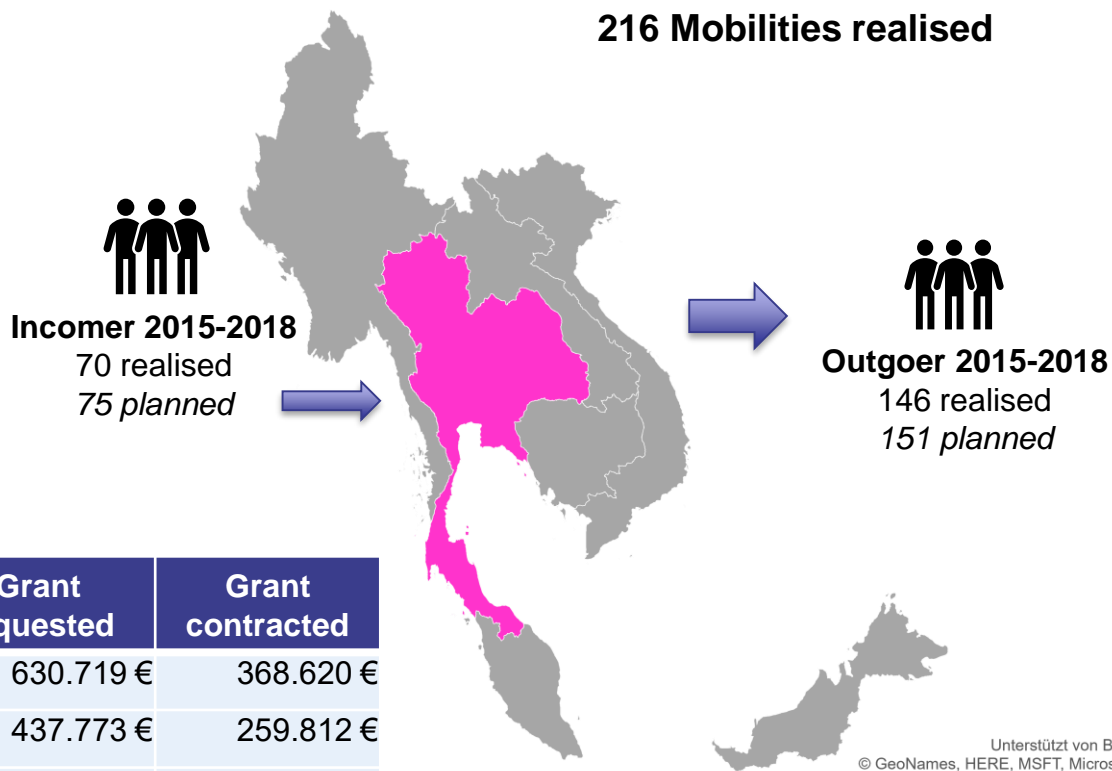 216 Mobilities realised
Incomer 2015-2018
70 realised
75 planned
Outgoer 2015-2018
146 realised
151 planned
Grant
Grant
contracted
630.719 €
368.620 €
437.773 €
259.812 €
Unterstützt von
© GeoNames, HERE, MSFT,